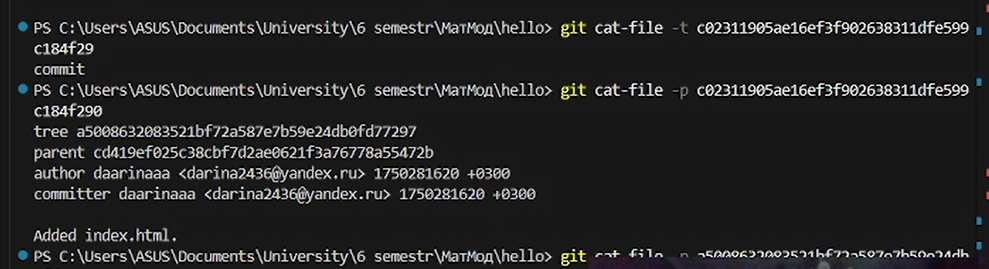 PS C:\Users\ASUS\Documents\University\6 semestr\МатМод\hello> git cat-file -t c02311905ae16ef3f902638311dfe599
c184f29
commit
PS C:\Users\ASUS\Documents\University\6 semestr\МатМод\hello> git cat-file -p c02311905ae16ef3f902638311dfe599
c184f290
tree a5008632083521bf72a587e7b59e24db0fd77297
parent cd419ef025c38cbf7d2ae0621f3a76778a55472b
author daarinaaa <darina2436@yandex.ru> 1750281620 +0300
committer daarinaaa <darina2436@yandex.ru> 1750281620 +0300
Added index.html.
PS C:\Users\ASUS\Documents\University\6 semestr\МатМод\hello> git cat-file -p a5008632083521bf72a587e7b59e24db